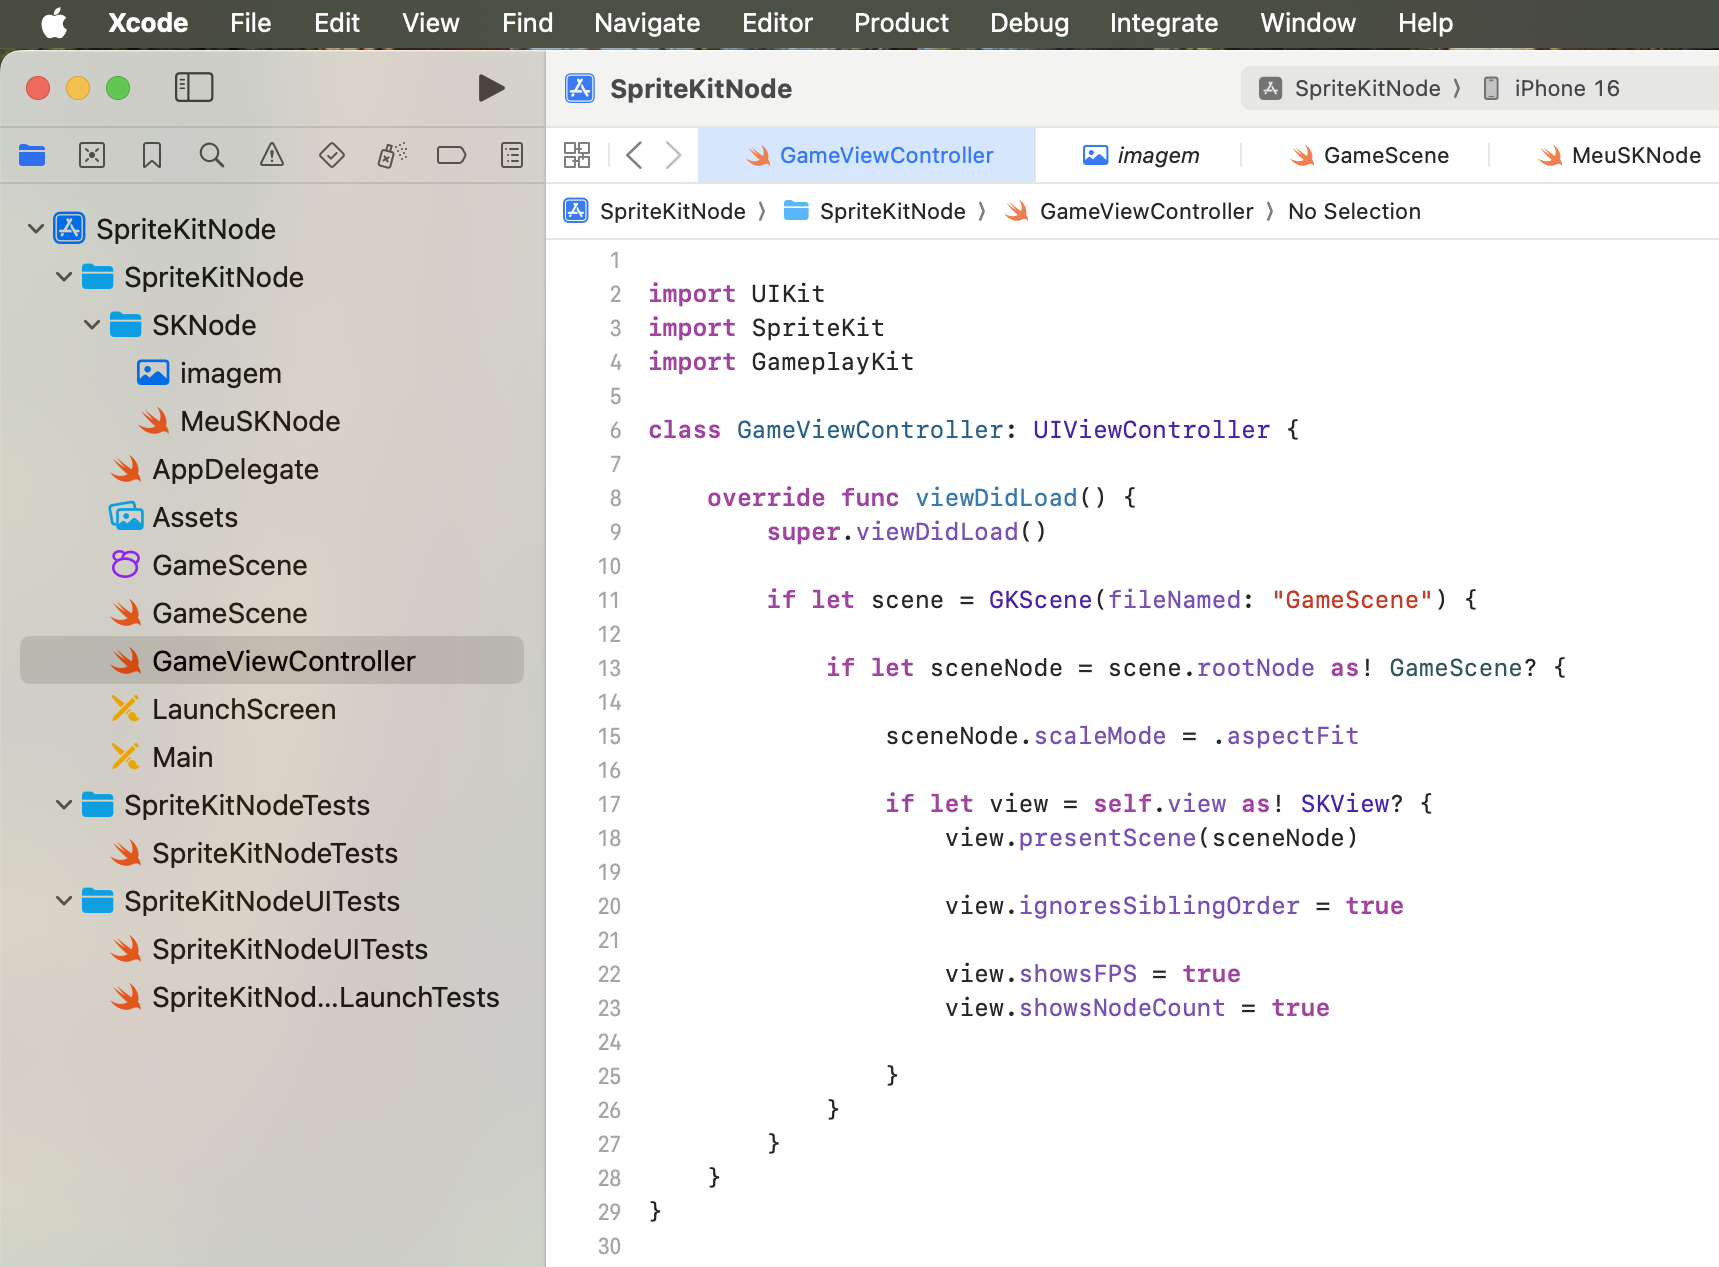 Xcode File Edit View Find Navigate Editor Product Debug Integrate Window Help
SpriteKitNode
SpriteKitNode 〉 iPhone 16
GameViewController imagem GameScene MeuSKNode
SpriteKitNode 〉 SpriteKitNode 〉 GameViewController 〉 No Selection
SpriteKitNode
SpriteKitNode
SKNode
imagem
MeuSKNode
AppDelegate
Assets
GameScene
GameScene
GameViewController
LaunchScreen
Main
SpriteKitNodeTests
SpriteKitNodeTests
SpriteKitNodeUITests
SpriteKitNodeUITests
SpriteKitNod...LaunchTests
1
2 import UIKit
3 import SpriteKit
4 import GameplayKit
5
6 class GameViewController: UIViewController {
7
8 override func viewDidLoad() {
9 super.viewDidLoad()
10
11 if let scene = GKScene(fileNamed: "GameScene") {
12
13 if let sceneNode = scene.rootNode as! GameScene? {
14
15 sceneNode.scaleMode = .aspectFit
16
17 if let view = self.view as! SKView? {
18 view.presentScene(sceneNode)
19
20 view.ignoresSiblingOrder = true
21
22 view.showsFPS = true
23 view.showsNodeCount = true
24
25 }
26 }
27 }
28 }
29 }
30